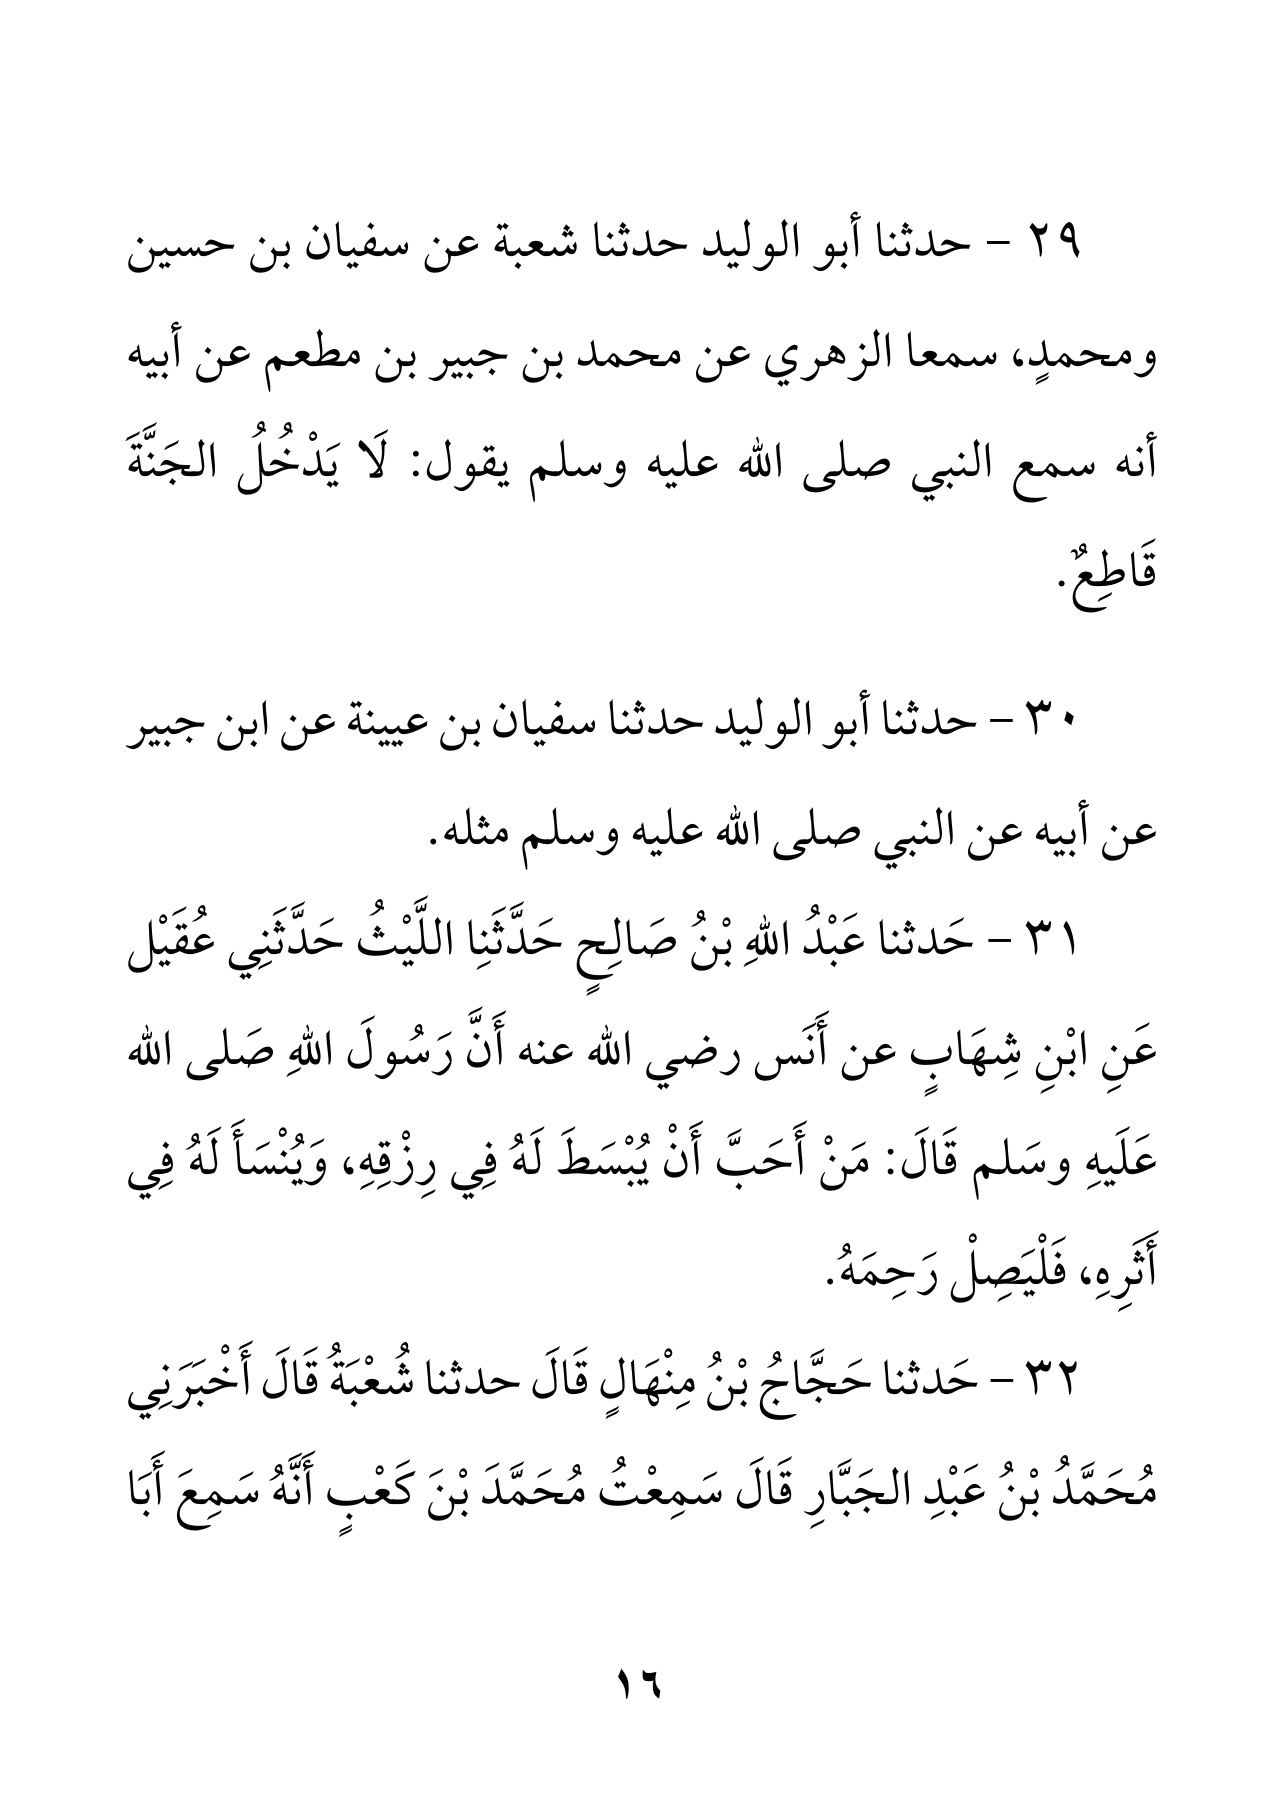 ٢٩ – حدثنا أبو الوليد حدثنا شعبة عن سفيان بن حسين
ومحمدٍ، سمعا الزهري عن محمد بن جبير بن مطعم عن أبيه
أنه سمع النبي صلى الله عليه وسلم يقول: لَا يَدْخُلُ الجَنَّةَ
قَاطِعٌ.
٣٠ – حدثنا أبو الوليد حدثنا سفيان بن عيينة عن ابن جبير
عن أبيه عن النبي صلى الله عليه وسلم مثله.
٣١ – حَدثنا عَبْدُ اللهِ بْنُ صَالِحٍ حَدَّثَنِا اللَّيْثُ حَدَّثَنِي عُقَيْل
عَنِ ابْنِ شِهَابٍ عن أَنَس رضي الله عنه أَنَّ رَسُولَ اللهِ صَلى الله
عَلَيهِ وسَلم قَالَ: مَنْ أَحَبَّ أَنْ يُبْسَطَ لَهُ فِي رِزْقِهِ، وَيُنْسَأَ لَهُ فِي
أَثَرِهِ، فَلْيَصِلْ رَحِمَهُ.
٣٢ – حَدثنا حَجَّاجُ بْنُ مِنْهَالٍ قَالَ حدثنا شُعْبَةُ قَالَ أَخْبَرَنِي
مُحَمَّدُ بْنُ عَبْدِ الجَبَّارِ قَالَ سَمِعْتُ مُحَمَّدَ بْنَ كَعْبٍ أَنَّهُ سَمِعَ أَبَا
١٦